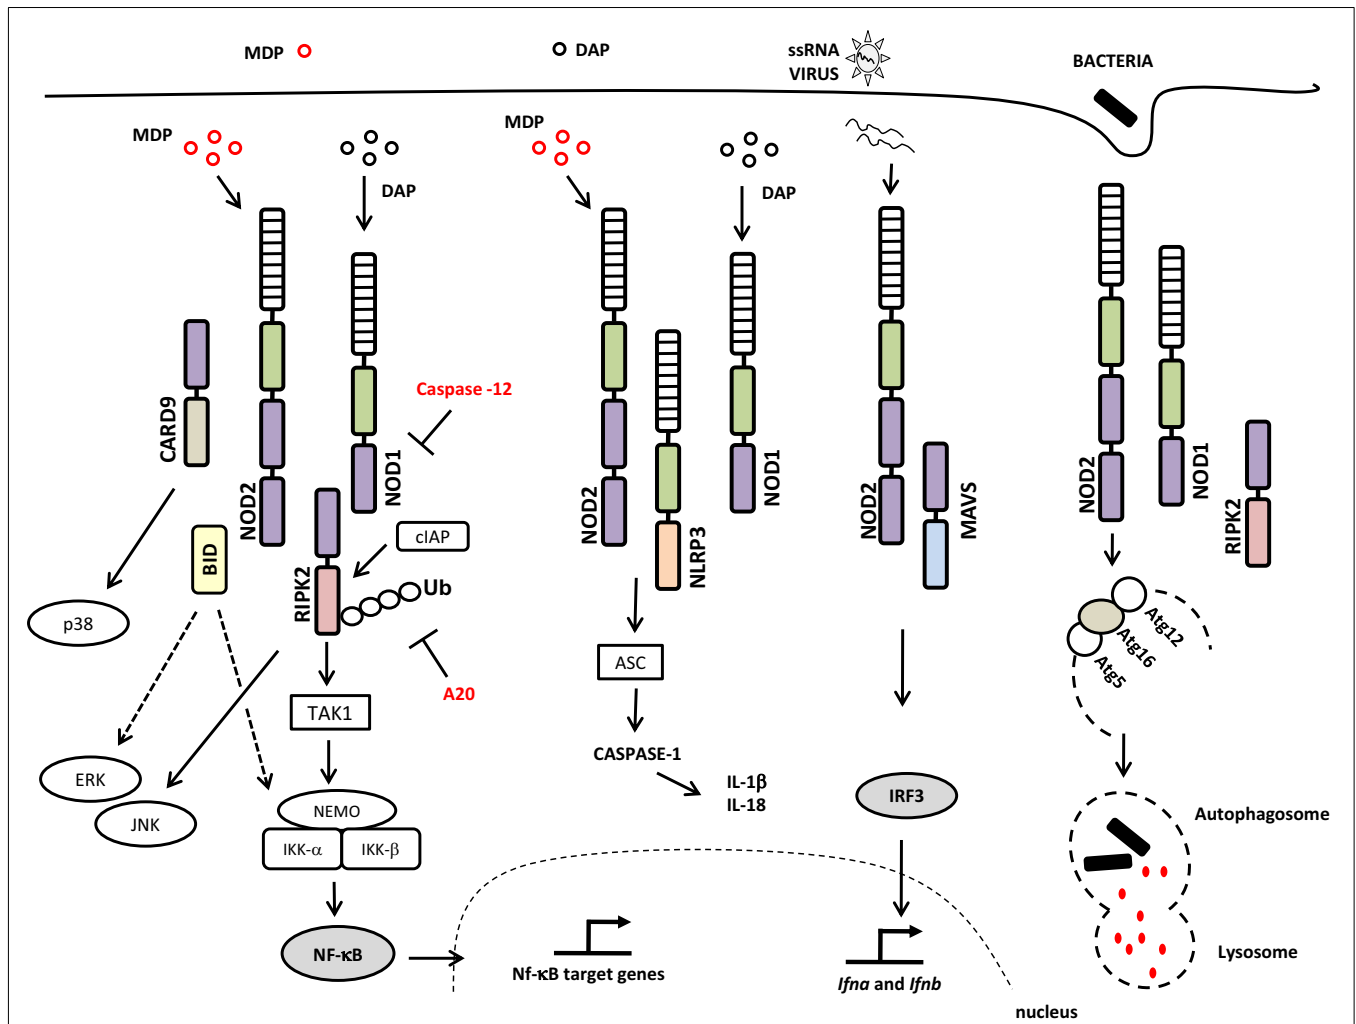 MDP
DAP
ssRNA
VIRUS
BACTERIA
MDP
DAP
MDP
DAP
CARD9
NOD2
NOD1
Caspase -12
BID
RIPK2
cIAP
Ub
A20
p38
TAK1
ERK
JNK
NEMO
IKK-α
IKK-β
NF-κB
NOD2
NLRP3
NOD1
ASC
CASPASE-1
IL-1β
IL-18
Nf-κB target genes
NOD2
MAVS
IRF3
Ifna and Ifnb
nucleus
NOD2
NOD1
RIPK2
Atg12
Atg16
Atg5
Autophagosome
Lysosome